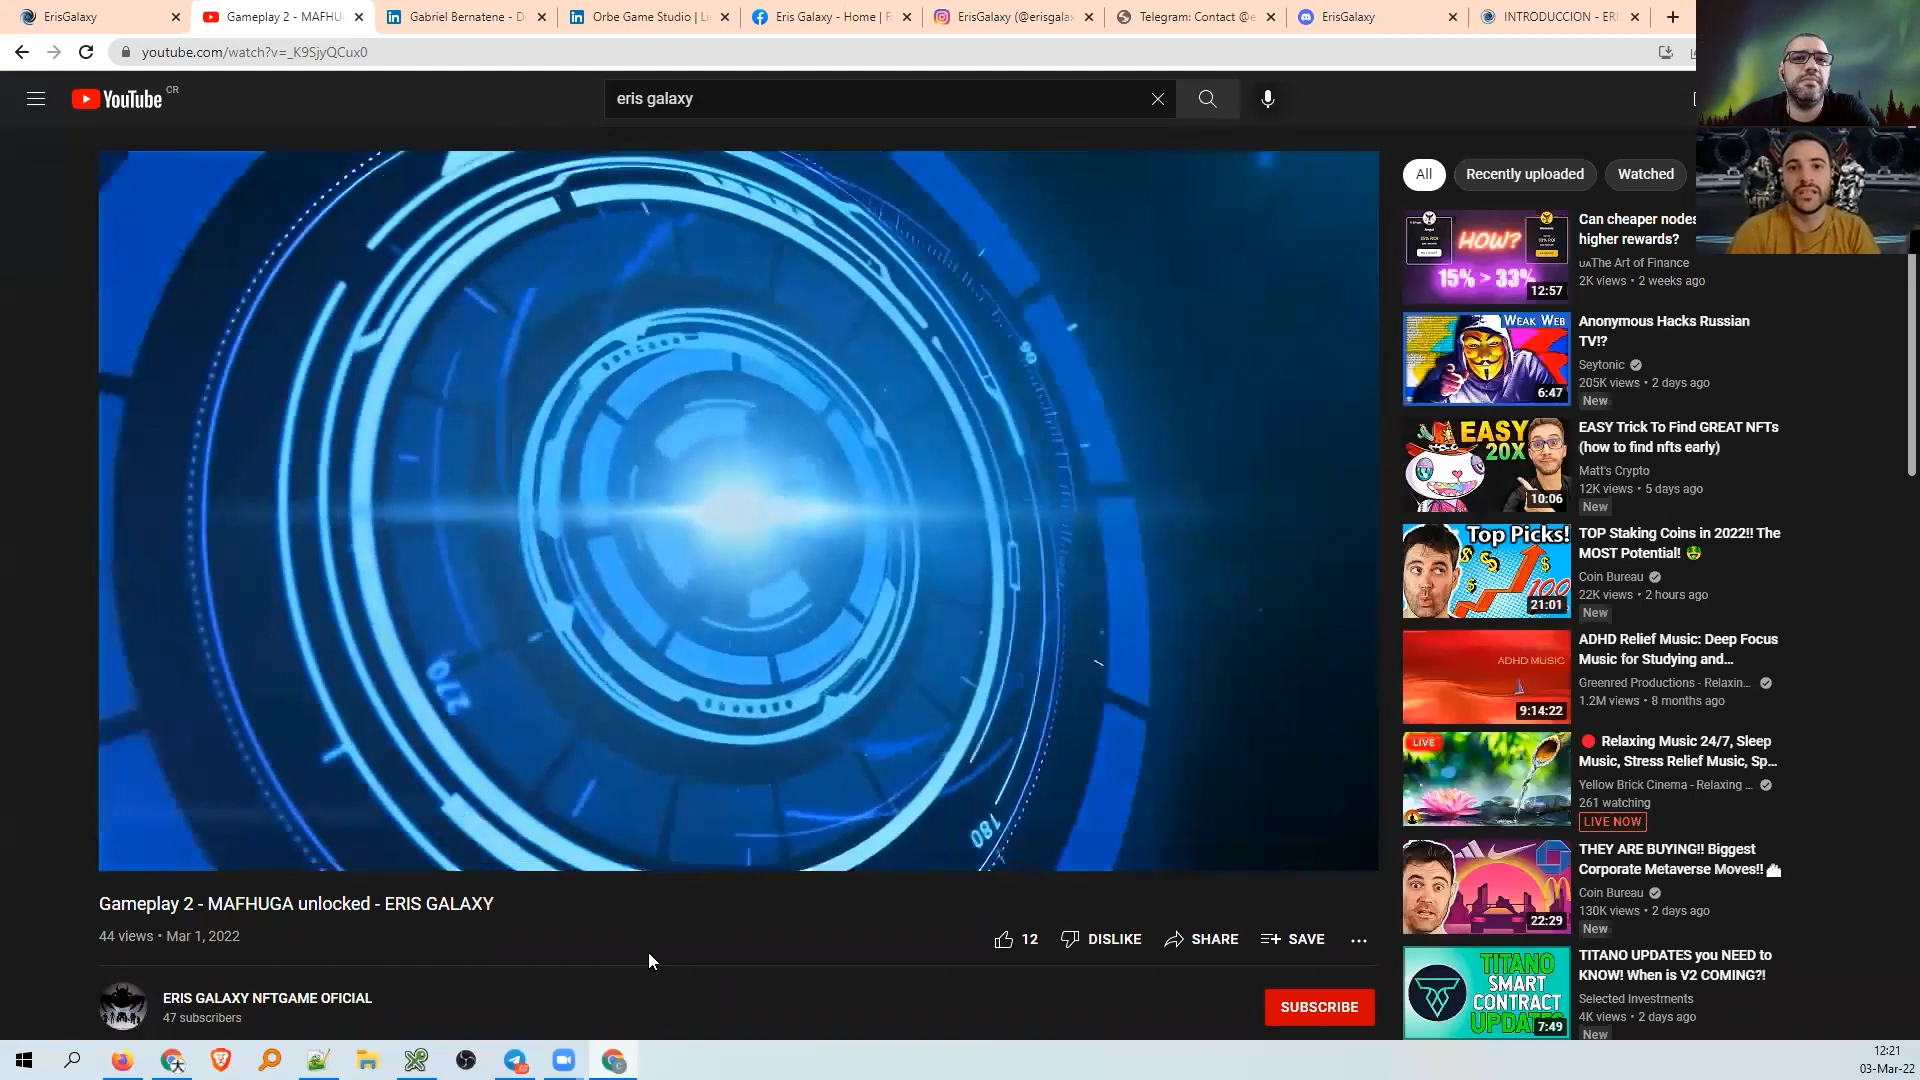 ErisGalaxy
Gameplay 2 - MAFHU
Gabriel Bernatene - D
Orbe Game Studio | Li
Eris Galaxy - Home | F
ErisGalaxy (@erisgala
Telegram: Contact @e
ErisGalaxy
INTRODUCCION - ERI
youtube.com/watch?v=_K9SjyQCux0
YouTube CR
eris galaxy
All
Recently uploaded
Watched
270
180
90
HOW?
15% > 33%
12:57
Can cheaper nodes
higher rewards?
The Art of Finance
2K views • 2 weeks ago
WEAK WEB
6:47
Anonymous Hacks Russian
TV!?
Seytonic
205K views • 2 days ago
New
EASY
20X
10:06
EASY Trick To Find GREAT NFTs
(how to find nfts early)
Matt's Crypto
12K views • 5 days ago
New
Top Picks!
100
21:01
TOP Staking Coins in 2022!! The
MOST Potential! 🤑
Coin Bureau
22K views • 2 hours ago
New
ADHD MUSIC
9:14:22
ADHD Relief Music: Deep Focus
Music for Studying and...
Greenred Productions - Relaxin...
1.2M views • 8 months ago
LIVE
🔴 Relaxing Music 24/7, Sleep
Music, Stress Relief Music, Sp...
Yellow Brick Cinema - Relaxing ...
261 watching
LIVE NOW
22:29
THEY ARE BUYING!! Biggest
Corporate Metaverse Moves!!
Coin Bureau
130K views • 2 days ago
New
TITANO
SMART
CONTRACT
UPDATE
7:49
TITANO UPDATES you NEED to
KNOW! When is V2 COMING?!
Selected Investments
4K views • 2 days ago
New
Gameplay 2 - MAFHUGA unlocked - ERIS GALAXY
44 views • Mar 1, 2022
12
DISLIKE
SHARE
SAVE
ERIS GALAXY NFTGAME OFICIAL
47 subscribers
SUBSCRIBE
12:21
03-Mar-22